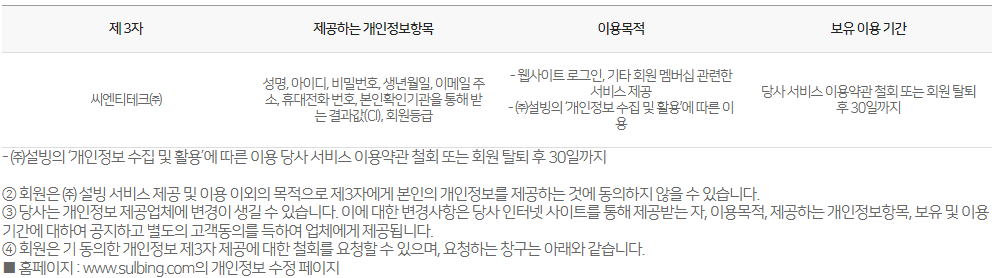 제 3자
제공하는 개인정보항목
이용목적
보유 이용 기간
씨엔티테크㈜
성명, 아이디, 비밀번호, 생년월일, 이메일 주
소, 휴대전화 번호, 본인확인기관을 통해 받
는 결과값(CI), 회원등급
- 웹사이트 로그인, 기타 회원 멤버십 관련한
서비스 제공
- ㈜설빙의 ‘개인정보 수집 및 활용’에 따른 이
용
당사 서비스 이용약관 철회 또는 회원 탈퇴
후 30일까지
- ㈜설빙의 ‘개인정보 수집 및 활용’에 따른 이용 당사 서비스 이용약관 철회 또는 회원 탈퇴 후 30일까지
② 회원은 ㈜ 설빙 서비스 제공 및 이용 이외의 목적으로 제3자에게 본인의 개인정보를 제공하는 것에 동의하지 않을 수 있습니다.
③ 당사는 개인정보 제공업체에 변경이 생길 수 있습니다. 이에 대한 변경사항은 당사 인터넷 사이트를 통해 제공받는 자, 이용목적, 제공하는 개인정보항목, 보유 및 이용
기간에 대하여 공지하고 별도의 고객동의를 득하여 업체에게 제공됩니다.
④ 회원은 기 동의한 개인정보 제3자 제공에 대한 철회를 요청할 수 있으며, 요청하는 창구는 아래와 같습니다.
■ 홈페이지 : www.sulbing.com의 개인정보 수정 페이지